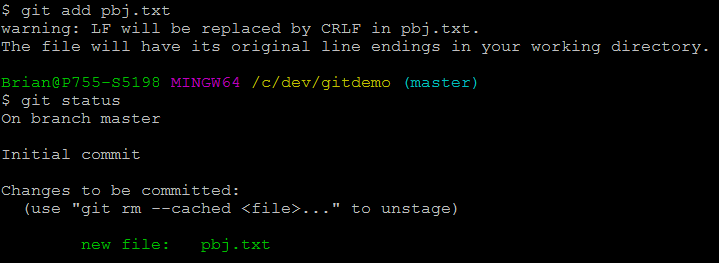 $ git add pbj.txt
warning: LF will be replaced by CRLF in pbj.txt.
The file will have its original line endings in your working directory.

Brian@P755-S5198 MINGW64 /c/dev/gitdemo (master)
$ git status
On branch master

Initial commit

Changes to be committed:
  (use "git rm --cached <file>..." to unstage)

        new file:   pbj.txt